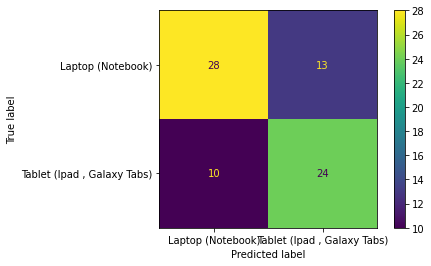 Laptop (Notebook)
28
13
Tablet (Ipad , Galaxy Tabs)
10
24
Laptop (Notebook)
Tablet (Ipad , Galaxy Tabs)
Predicted label
True label
28
26
24
22
20
18
16
14
12
10